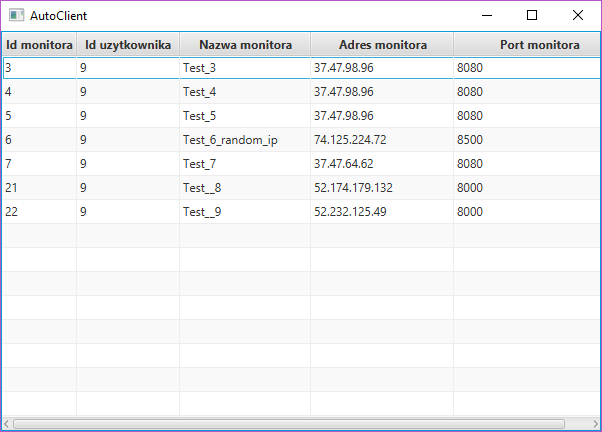 AutoClient
Id monitora Id uzytkownika Nazwa monitora Adres monitora Port monitora
3 9 Test_3 37.47.98.96 8080
4 9 Test_4 37.47.98.96 8080
5 9 Test_5 37.47.98.96 8080
6 9 Test_6_random_ip 74.125.224.72 8500
7 9 Test_7 37.47.64.62 8080
21 9 Test__8 52.174.179.132 8000
22 9 Test__9 52.232.125.49 8000